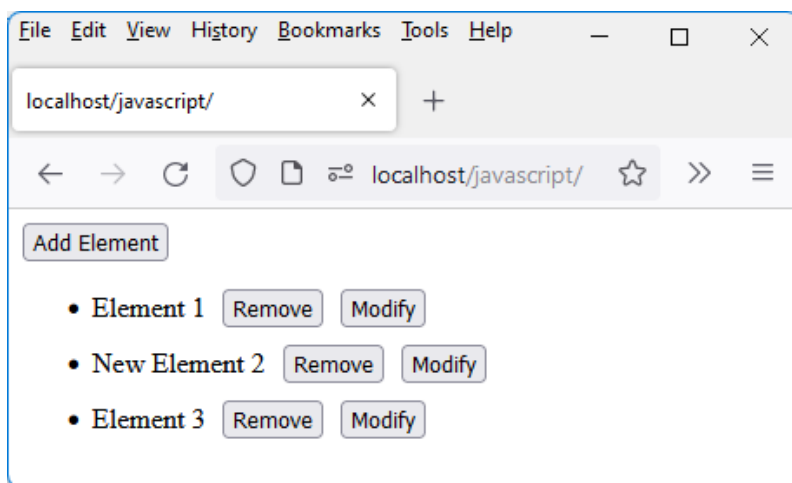 File Edit View History Bookmarks Tools Help
localhost/javascript/
localhost/javascript/
Add Element
• Element 1 Remove Modify
• New Element 2 Remove Modify
• Element 3 Remove Modify